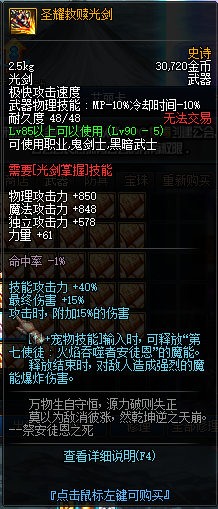 圣耀救赎光剑
史诗
2.5kg
30,720金币
光剑
武器
极快攻击速度
武器物理技能：MP-10%冷却时间-10%
耐久度 48/48
无法交易
Lv85以上可以使用 (Lv90 - 5)
可使用职业:鬼剑士,黑暗武士
需要[光剑掌握]技能
物理攻击力 +850
魔法攻击力 +848
独立攻击力 +578
力量 +61
命中率 -1%
技能攻击力 +40%
最终伤害 +15%
攻击时，附加15%的伤害
宠物技能]输入时，可释放“第
七使徒：火焰吞噬者安徒恩”的魔能。
释放结束时，对敌人造成强烈的魔
能爆炸伤害。
万物生自守恒，源力破则失正
莫以为敌消彼涨，然乾坤逆之天崩。
--祭安徒恩之死
查看详细说明(F4)
『点击鼠标左键可购买』
重新购买